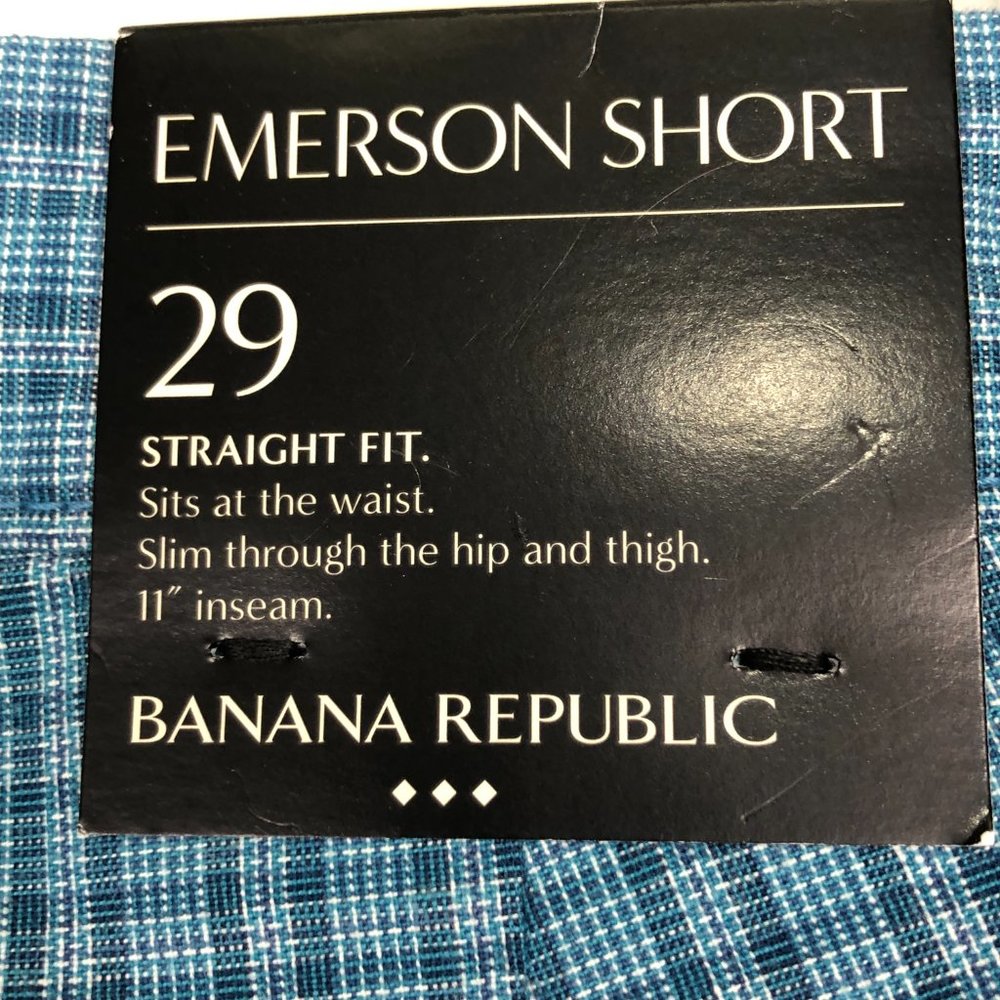 EMERSON SHORT
29
STRAIGHT FIT.
Sits at the waist.
Slim through the hip and thigh.
11″ inseam.
BANANA REPUBLIC